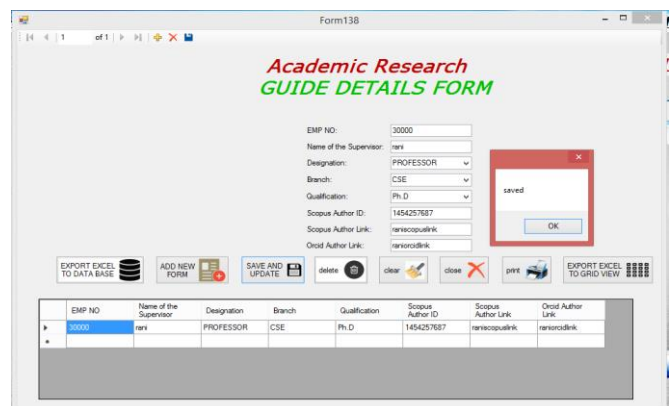 Form138
1 of 1
Academic Research
GUIDE DETAILS FORM
EMP NO: 30000
Name of the Supervisor: rani
Designation: PROFESSOR
Branch: CSE
Qualification: Ph.D
Scopus Author ID: 1454257687
Scopus Author Link: raniscopuslink
Orcid Author Link: raniorcidlink
saved
OK
EXPORT EXCEL TO DATA BASE
ADD NEW FORM
SAVE AND UPDATE
delete
clear
close
print
EXPORT EXCEL TO GRID VIEW
EMP NO Name of the Supervisor Designation Branch Qualification Scopus Author ID Scopus Author Link Orcid Author Link
30000 rani PROFESSOR CSE Ph.D 1454257687 raniscopuslink raniorcidlink